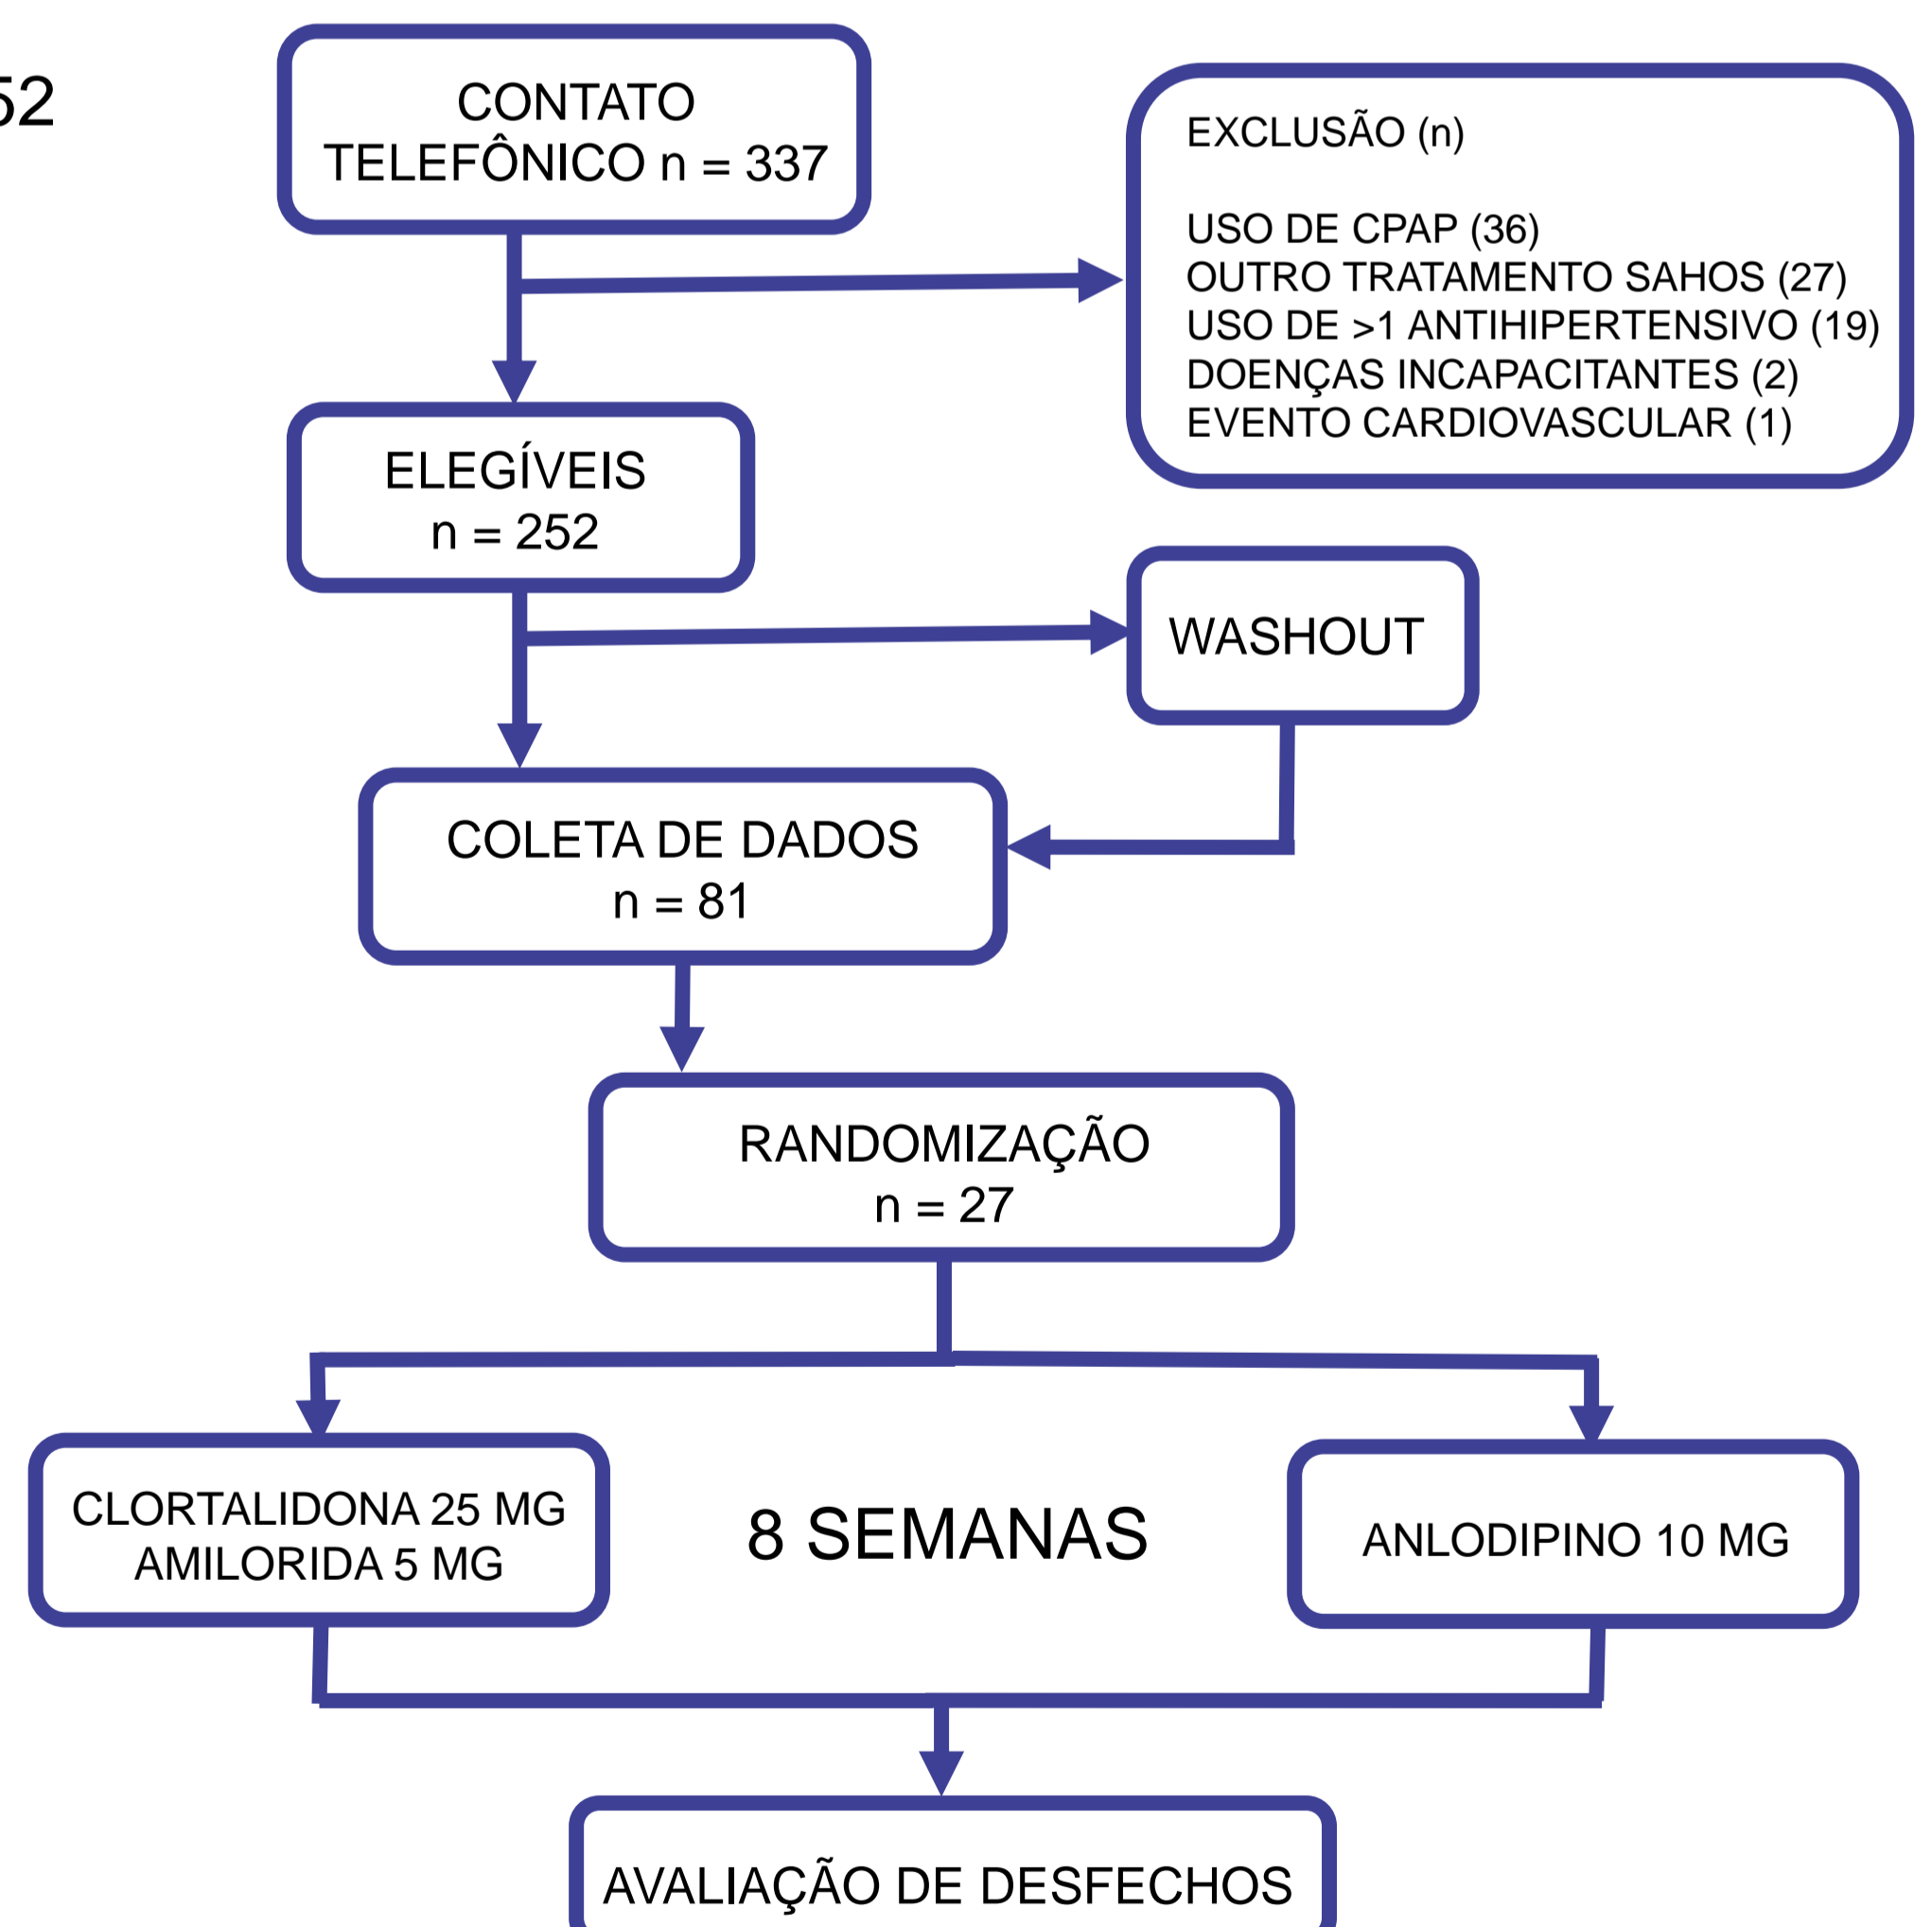 52
CONTATO
TELEFÔNICO n = 337
EXCLUSÃO (n)
USO DE CPAP (36)
OUTRO TRATAMENTO SAHOS (27)
USO DE >1 ANTIHIPERTENSIVO (19)
DOENÇAS INCAPACITANTES (2)
EVENTO CARDIOVASCULAR (1)
ELEGÍVEIS
n = 252
WASHOUT
COLETA DE DADOS
n = 81
RANDOMIZAÇÃO
n = 27
CLORTALIDONA 25 MG
AMILORIDA 5 MG
8 SEMANAS
ANLODIPINO 10 MG
AVALIAÇÃO DE DESFECHOS